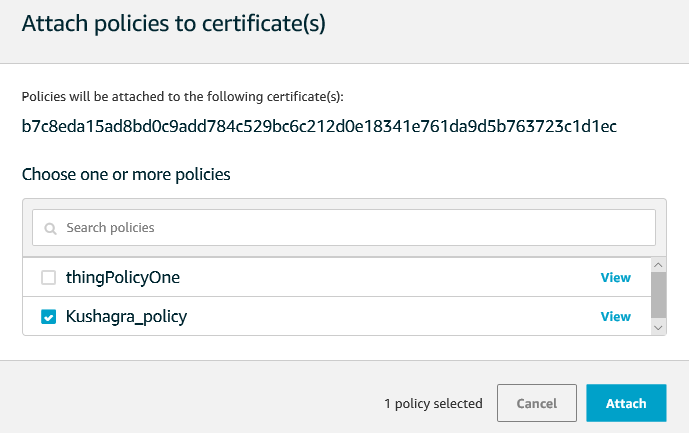 Attach policies to certificate(s)
Policies will be attached to the following certificate(s):
b7c8eda15ad8bd0c9add784c529bc6c212d0e18341e761da9d5b763723c1d1ec
Choose one or more policies
Search policies
thingPolicyOne View
Kushagra_policy View
1 policy selected Cancel Attach